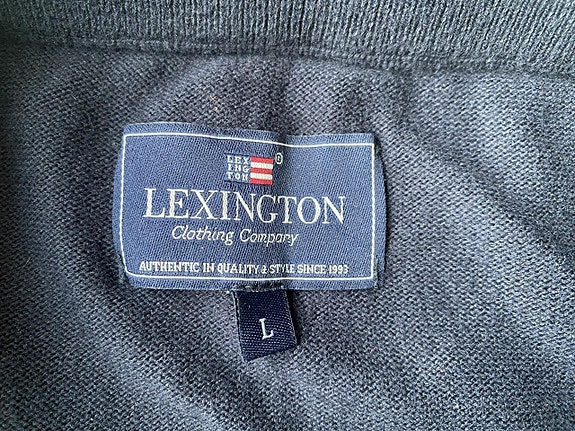 LEX
ING
TON
LEXINGTON
Clothing Company
AUTHENTIC IN QUALITY & STYLE SINCE 1993
L